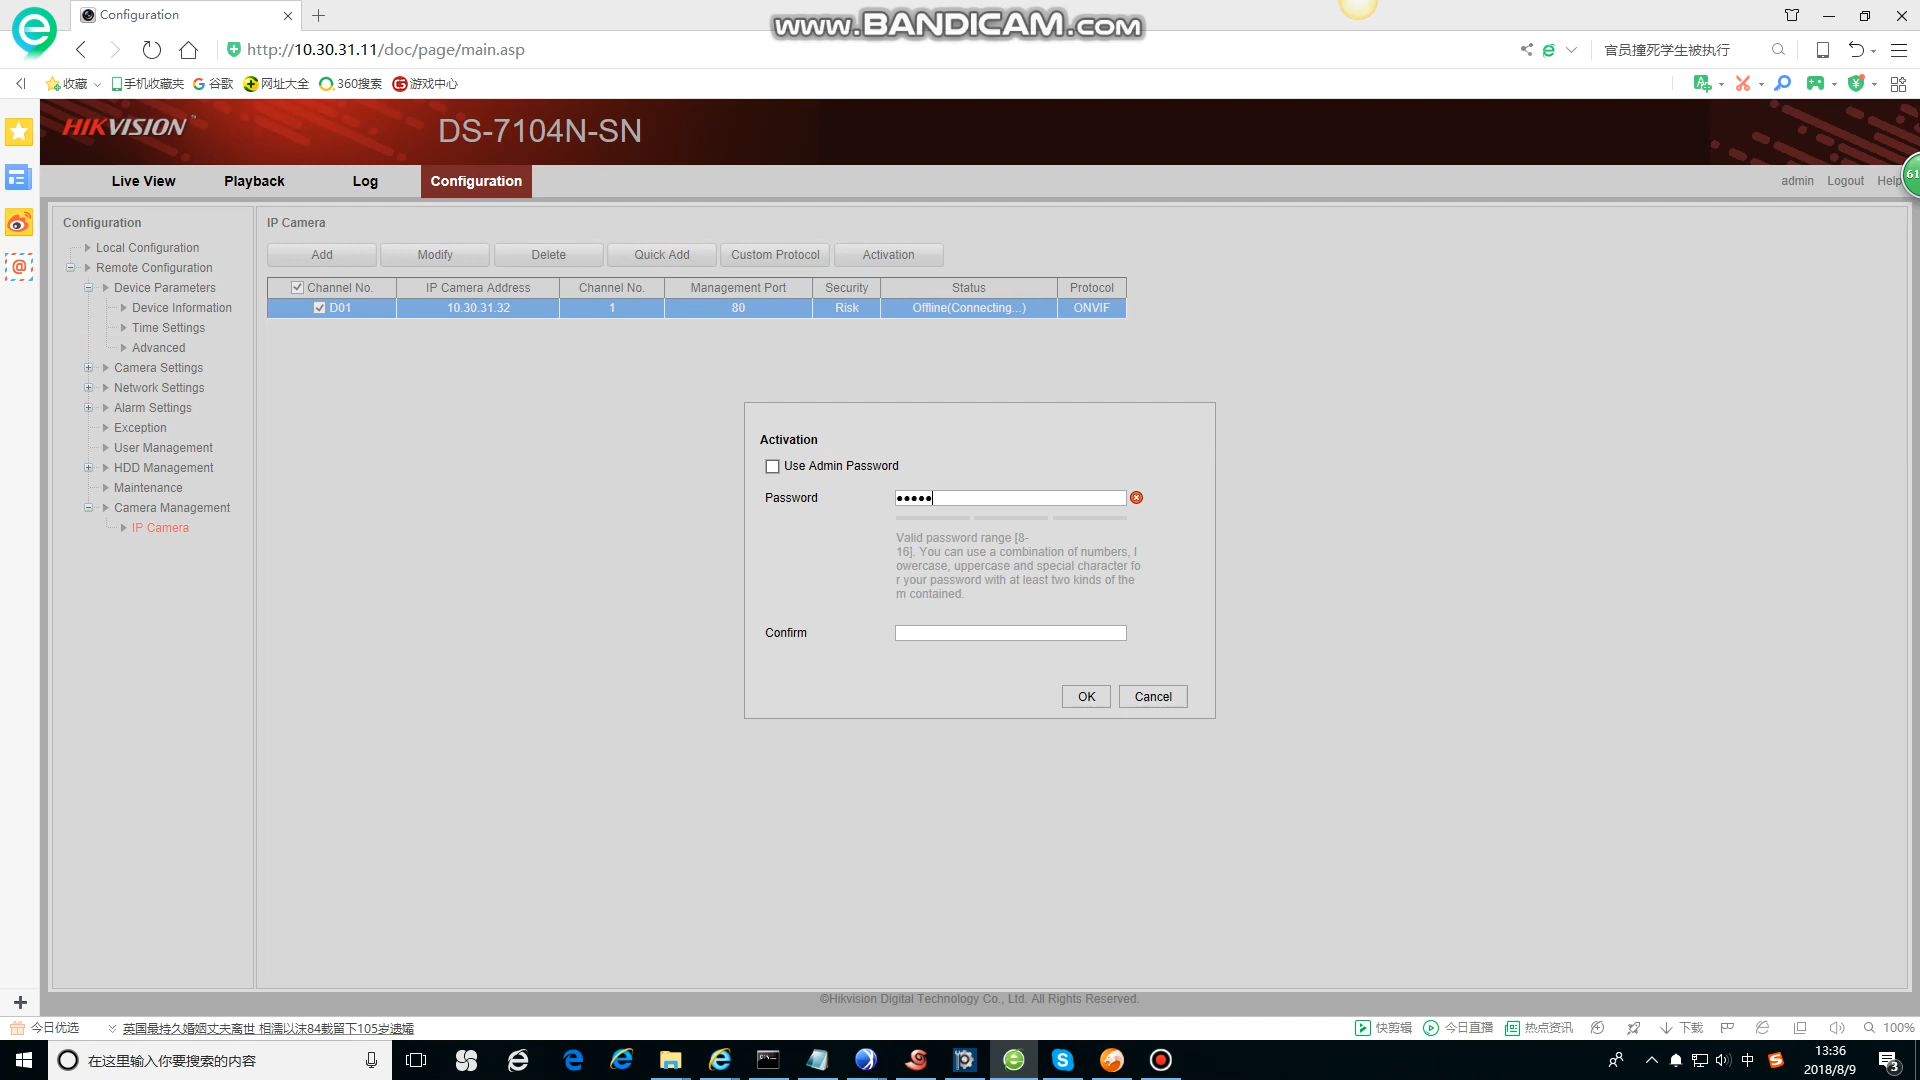 Configuration
www.BANDICAM.com
http://10.30.31.11/doc/page/main.asp
官员撞死学生被执行
收藏
手机收藏夹
谷歌
网址大全
360搜索
游戏中心
HIKVISION
DS-7104N-SN
Live View
Playback
Log
Configuration
admin
Logout
Help
61
Configuration
Local Configuration
Remote Configuration
Device Parameters
Device Information
Time Settings
Advanced
Camera Settings
Network Settings
Alarm Settings
Exception
User Management
HDD Management
Maintenance
Camera Management
IP Camera
IP Camera
Add
Modify
Delete
Quick Add
Custom Protocol
Activation
Channel No. IP Camera Address Channel No. Management Port Security Status Protocol
D01 10.30.31.32 1 80 Risk Offline(Connecting...) ONVIF
Activation
Use Admin Password
Password •••••
Valid password range [8-
16]. You can use a combination of numbers, l
owercase, uppercase and special character fo
r your password with at least two kinds of the
m contained.
Confirm
OK
Cancel
©Hikvision Digital Technology Co., Ltd. All Rights Reserved.
今日优选
英国最持久婚姻丈夫离世 相濡以沫84载留下105岁遗孀
快剪辑
今日直播
热点资讯
下载
100%
在这里输入你要搜索的内容
中
13:36
2018/8/9
3